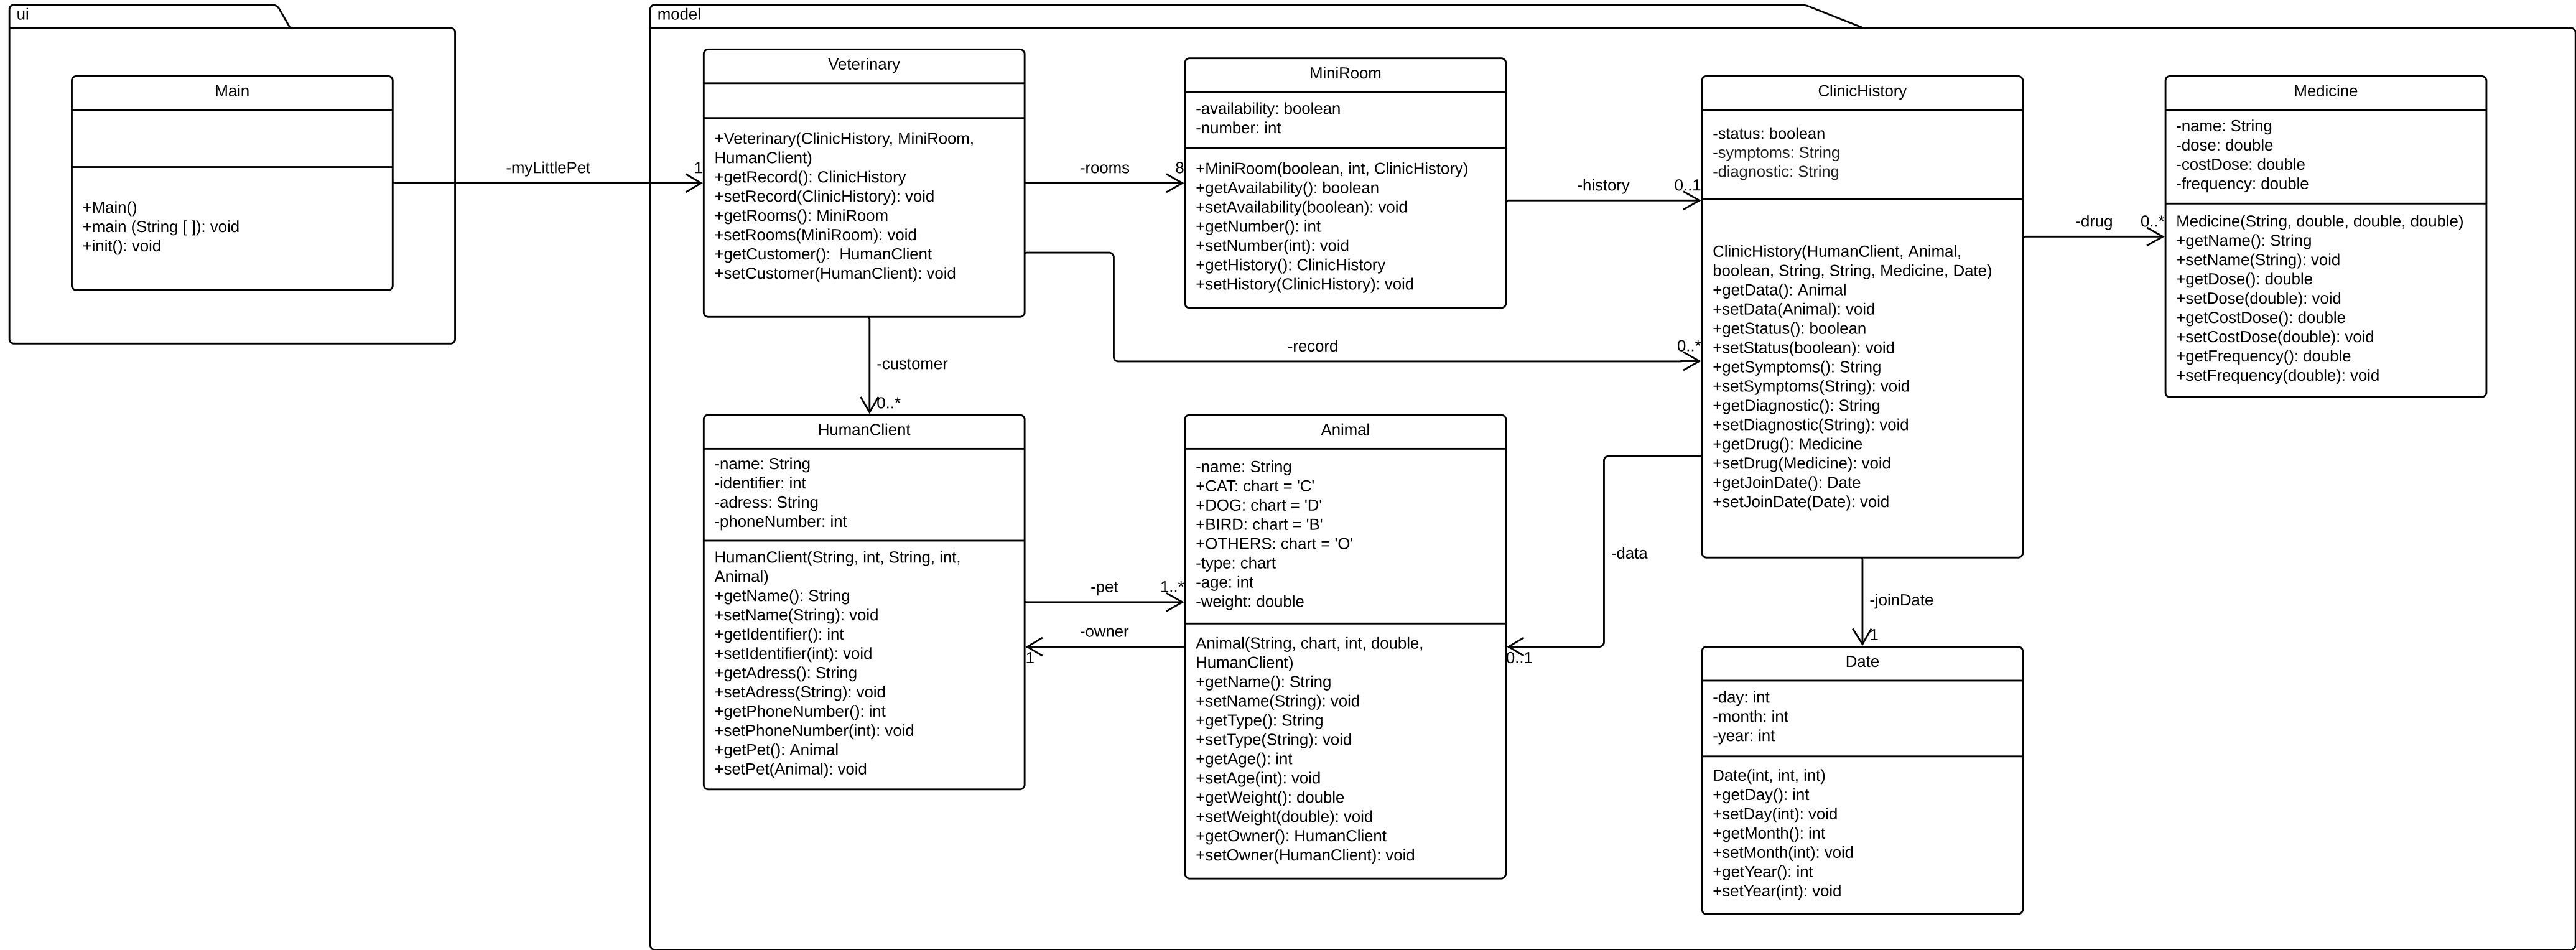 ui
Main
+Main()
+main (String [ ]): void
+init(): void
-myLittlePet
1
model
Veterinary
+Veterinary(ClinicHistory, MiniRoom,
HumanClient)
+getRecord(): ClinicHistory
+setRecord(ClinicHistory): void
+getRooms(): MiniRoom
+setRooms(MiniRoom): void
+getCustomer():  HumanClient
+setCustomer(HumanClient): void
-rooms
8
MiniRoom
-availability: boolean
-number: int
+MiniRoom(boolean, int, ClinicHistory)
+getAvailability(): boolean
+setAvailability(boolean): void
+getNumber(): int
+setNumber(int): void
+getHistory(): ClinicHistory
+setHistory(ClinicHistory): void
-history
0..1
-record
0..*
ClinicHistory
-status: boolean
-symptoms: String
-diagnostic: String
ClinicHistory(HumanClient, Animal,
boolean, String, String, Medicine, Date)
+getData(): Animal
+setData(Animal): void
+getStatus(): boolean
+setStatus(boolean): void
+getSymptoms(): String
+setSymptoms(String): void
+getDiagnostic(): String
+setDiagnostic(String): void
+getDrug(): Medicine
+setDrug(Medicine): void
+getJoinDate(): Date
+setJoinDate(Date): void
-drug
0..*
Medicine
-name: String
-dose: double
-costDose: double
-frequency: double
Medicine(String, double, double, double)
+getName(): String
+setName(String): void
+getDose(): double
+setDose(double): void
+getCostDose(): double
+setCostDose(double): void
+getFrequency(): double
+setFrequency(double): void
-customer
0..*
HumanClient
-name: String
-identifier: int
-adress: String
-phoneNumber: int
HumanClient(String, int, String, int,
Animal)
+getName(): String
+setName(String): void
+getIdentifier(): int
+setIdentifier(int): void
+getAdress(): String
+setAdress(String): void
+getPhoneNumber(): int
+setPhoneNumber(int): void
+getPet(): Animal
+setPet(Animal): void
-pet
1..*
-owner
1
Animal
-name: String
+CAT: chart = 'C'
+DOG: chart = 'D'
+BIRD: chart = 'B'
+OTHERS: chart = 'O'
-type: chart
-age: int
-weight: double
Animal(String, chart, int, double,
HumanClient)
+getName(): String
+setName(String): void
+getType(): String
+setType(String): void
+getAge(): int
+setAge(int): void
+getWeight(): double
+setWeight(double): void
+getOwner(): HumanClient
+setOwner(HumanClient): void
-data
0..1
-joinDate
1
Date
-day: int
-month: int
-year: int
Date(int, int, int)
+getDay(): int
+setDay(int): void
+getMonth(): int
+setMonth(int): void
+getYear(): int
+setYear(int): void